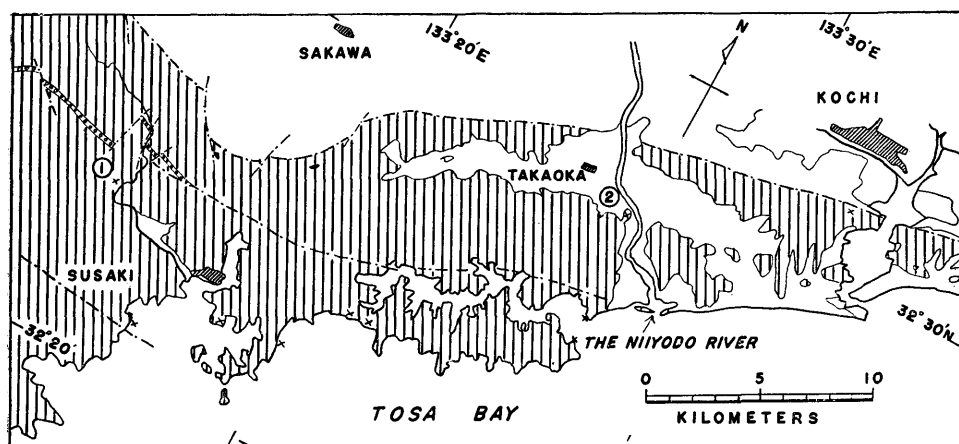 133°20'E
133°30'E
SAKAWA
N
KOCHI
1
TAKAOKA
2
SUSAKI
32°20'
32°30'N
THE NIIYODO RIVER
0 5 10
KILOMETERS
TOSA BAY